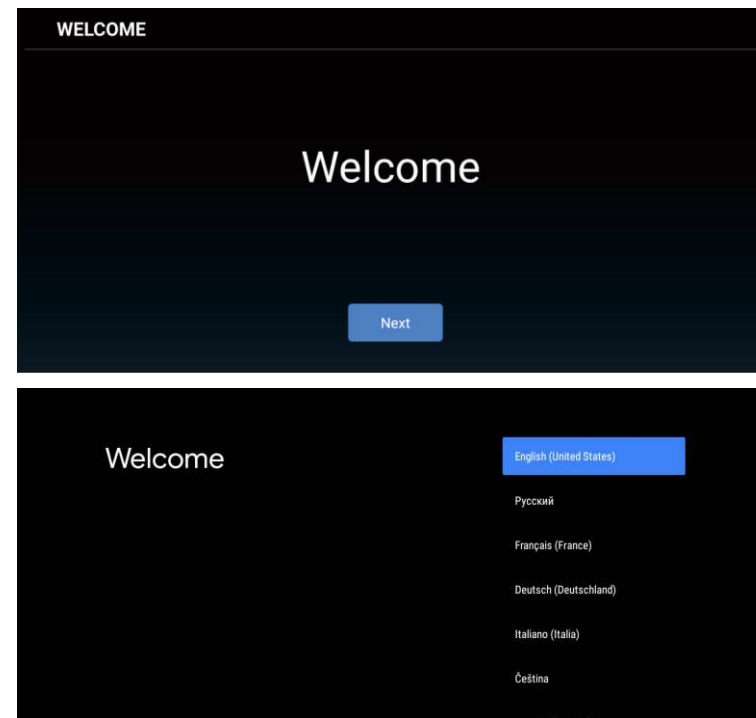 WELCOME
Welcome
Next
Welcome
English (United States)
Русский
Français (France)
Deutsch (Deutschland)
Italiano (Italia)
Čeština